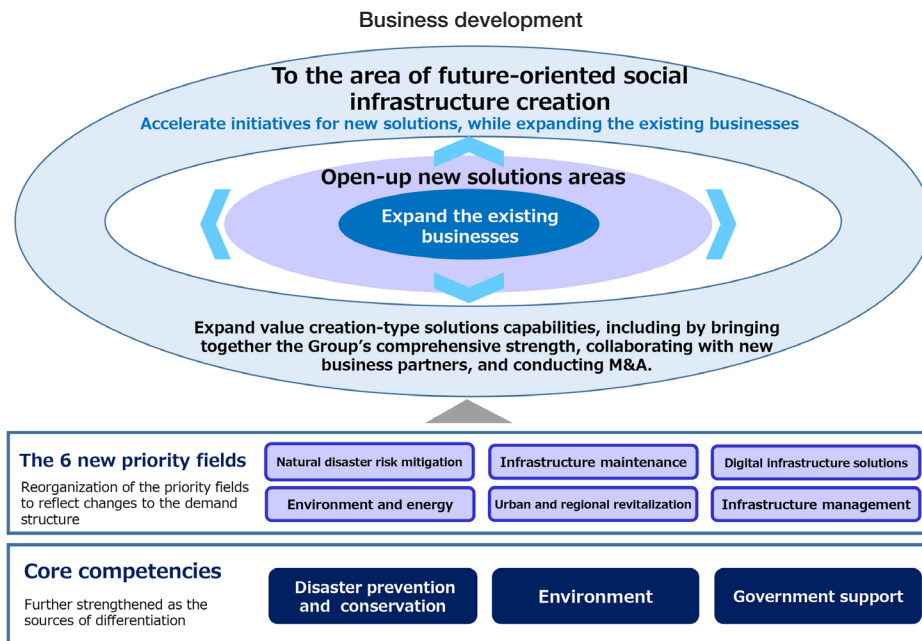 Business development
To the area of future-oriented social
infrastructure creation
Accelerate initiatives for new solutions, while expanding the existing businesses
Open-up new solutions areas
Expand the existing
businesses
Expand value creation-type solutions capabilities, including by bringing
together the Group’s comprehensive strength, collaborating with new
business partners, and conducting M&A.
The 6 new priority fields
Reorganization of the priority fields
to reflect changes to the demand
structure
Natural disaster risk mitigation
Infrastructure maintenance
Digital infrastructure solutions
Environment and energy
Urban and regional revitalization
Infrastructure management
Core competencies
Further strengthened as the
sources of differentiation
Disaster prevention
and conservation
Environment
Government support